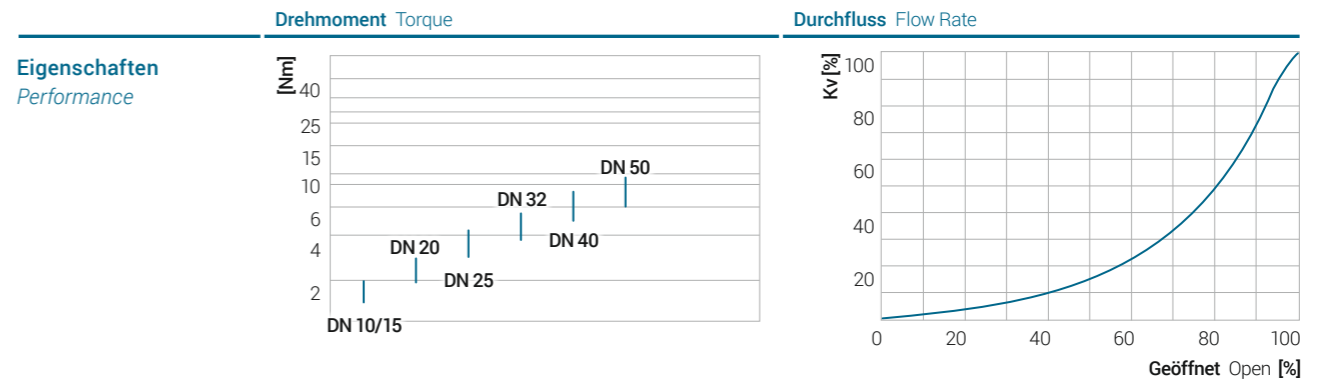 Drehmoment Torque
Durchfluss Flow Rate
Eigenschaften
Performance
[Nm]
40
25
15
10
6
4
2
DN 10/15
DN 20
DN 25
DN 32
DN 40
DN 50
Kv [%]
100
80
60
40
20
0 20 40 60 80 100
Geöffnet Open [%]